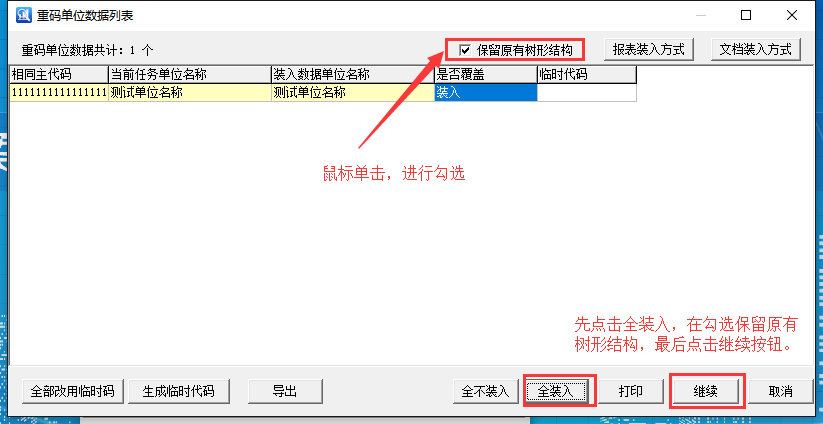 重码单位数据列表
重码单位数据共计：1 个
保留原有树形结构
报表装入方式
文档装入方式
相同主代码 当前任务单位名称 装入数据单位名称 是否覆盖 临时代码
1111111111111111 测试单位名称 测试单位名称 装入
鼠标单击，进行勾选
先点击全装入，在勾选保留原有
树形结构，最后点击继续按钮。
全部改用临时码 生成临时代码 导出 全不装入 全装入 打印 继续 取消